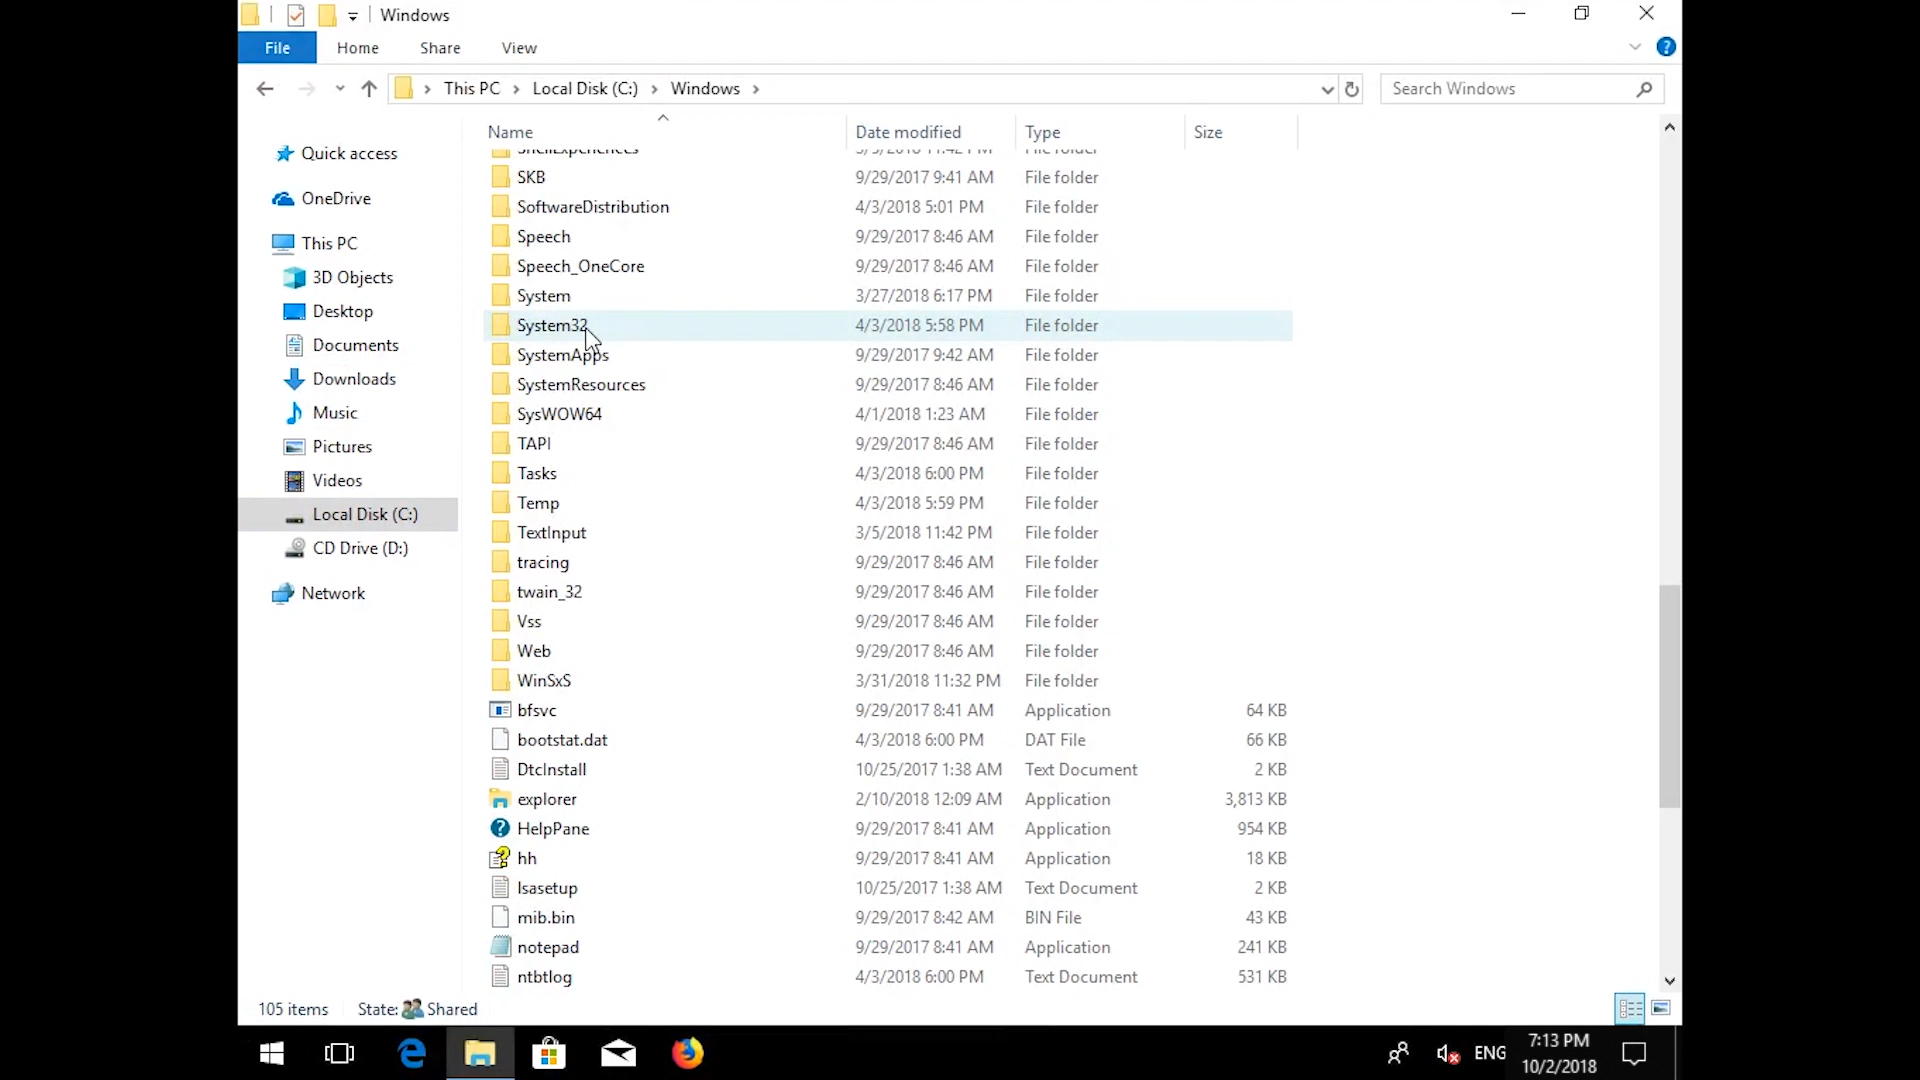 Windows
File Home Share View
This PC Local Disk (C:) Windows
Search Windows
Name Date modified Type Size
Quick access
OneDrive
This PC
3D Objects
Desktop
Documents
Downloads
Music
Pictures
Videos
Local Disk (C:)
CD Drive (D:)
Network
SKB 9/29/2017 9:41 AM File folder
SoftwareDistribution 4/3/2018 5:01 PM File folder
Speech 9/29/2017 8:46 AM File folder
Speech_OneCore 9/29/2017 8:46 AM File folder
System 3/27/2018 6:17 PM File folder
System32 4/3/2018 5:58 PM File folder
SystemApps 9/29/2017 9:42 AM File folder
SystemResources 9/29/2017 8:46 AM File folder
SysWOW64 4/1/2018 1:23 AM File folder
TAPI 9/29/2017 8:46 AM File folder
Tasks 4/3/2018 6:00 PM File folder
Temp 4/3/2018 5:59 PM File folder
TextInput 3/5/2018 11:42 PM File folder
tracing 9/29/2017 8:46 AM File folder
twain_32 9/29/2017 8:46 AM File folder
Vss 9/29/2017 8:46 AM File folder
Web 9/29/2017 8:46 AM File folder
WinSxS 3/31/2018 11:32 PM File folder
bfsvc 9/29/2017 8:41 AM Application 64 KB
bootstat.dat 4/3/2018 6:00 PM DAT File 66 KB
DtcInstall 10/25/2017 1:38 AM Text Document 2 KB
explorer 2/10/2018 12:09 AM Application 3,813 KB
HelpPane 9/29/2017 8:41 AM Application 954 KB
hh 9/29/2017 8:41 AM Application 18 KB
lsasetup 10/25/2017 1:38 AM Text Document 2 KB
mib.bin 9/29/2017 8:42 AM BIN File 43 KB
notepad 9/29/2017 8:41 AM Application 241 KB
ntbtlog 4/3/2018 6:00 PM Text Document 531 KB
105 items State: Shared
ENG
7:13 PM
10/2/2018